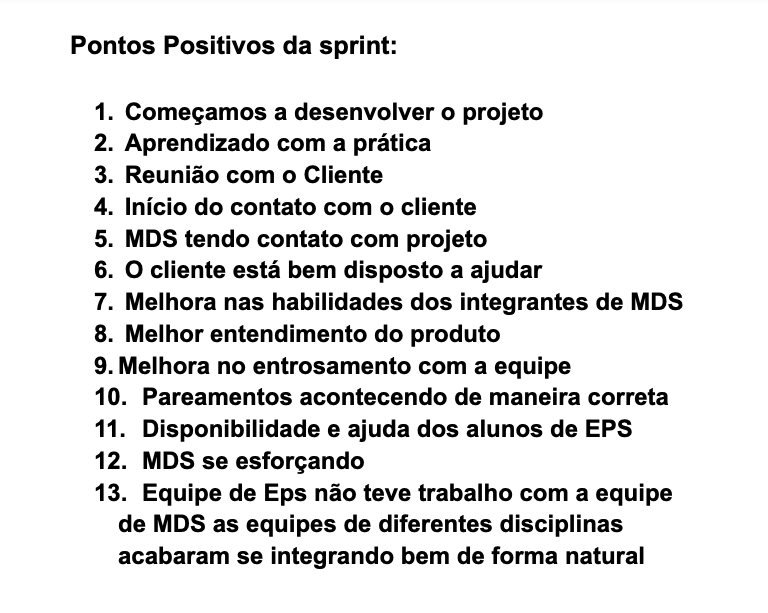 Pontos Positivos da sprint:
1. Começamos a desenvolver o projeto
2. Aprendizado com a prática
3. Reunião com o Cliente
4. Início do contato com o cliente
5. MDS tendo contato com projeto
6. O cliente está bem disposto a ajudar
7. Melhora nas habilidades dos integrantes de MDS
8. Melhor entendimento do produto
9. Melhora no entrosamento com a equipe
10. Pareamentos acontecendo de maneira correta
11. Disponibilidade e ajuda dos alunos de EPS
12. MDS se esforçando
13. Equipe de Eps não teve trabalho com a equipe
de MDS as equipes de diferentes disciplinas
acabaram se integrando bem de forma natural